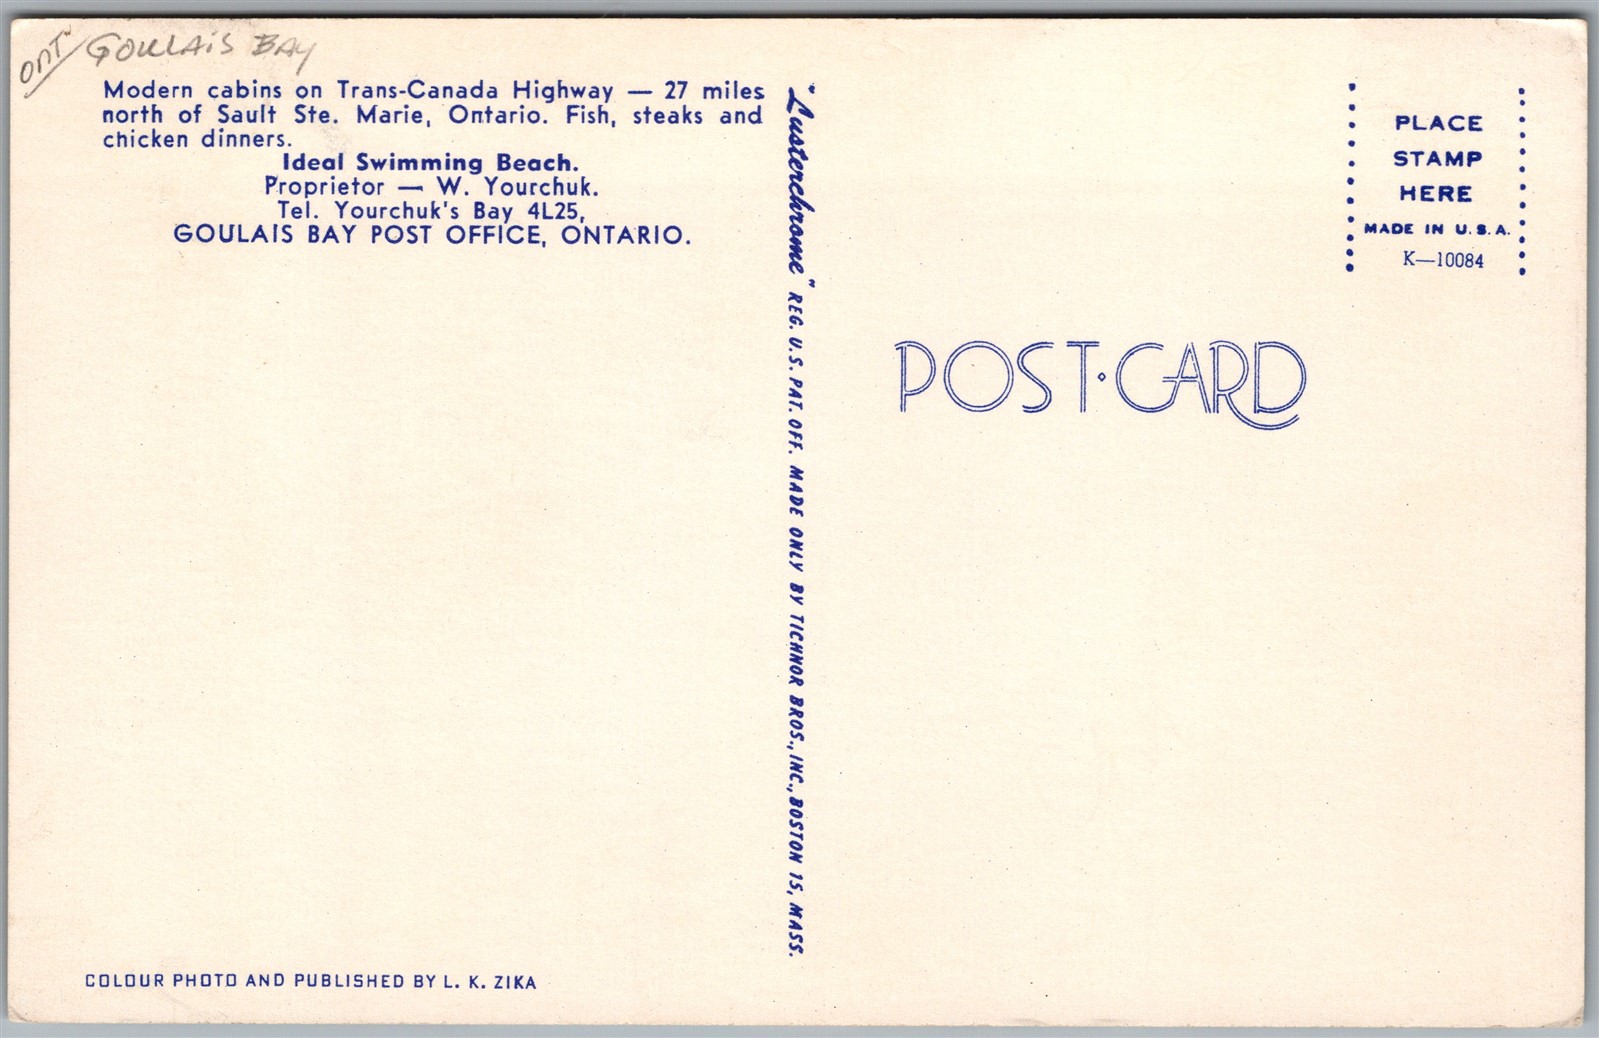 ONT. GOULAIS BAY
Modern cabins on Trans-Canada Highway — 27 miles
north of Sault Ste. Marie, Ontario. Fish, steaks and
chicken dinners.
Ideal Swimming Beach.
Proprietor — W. Yourchuk.
Tel. Yourchuk's Bay 4L25,
GOULAIS BAY POST OFFICE, ONTARIO.
COLOUR PHOTO AND PUBLISHED BY L. K. ZIKA
"Lusterchrome" REG. U.S. PAT. OFF. MADE ONLY BY TICHNOR BROS., INC., BOSTON 15, MASS.
PLACE
STAMP
HERE
MADE IN U.S.A.
K—10084
POST·CARD